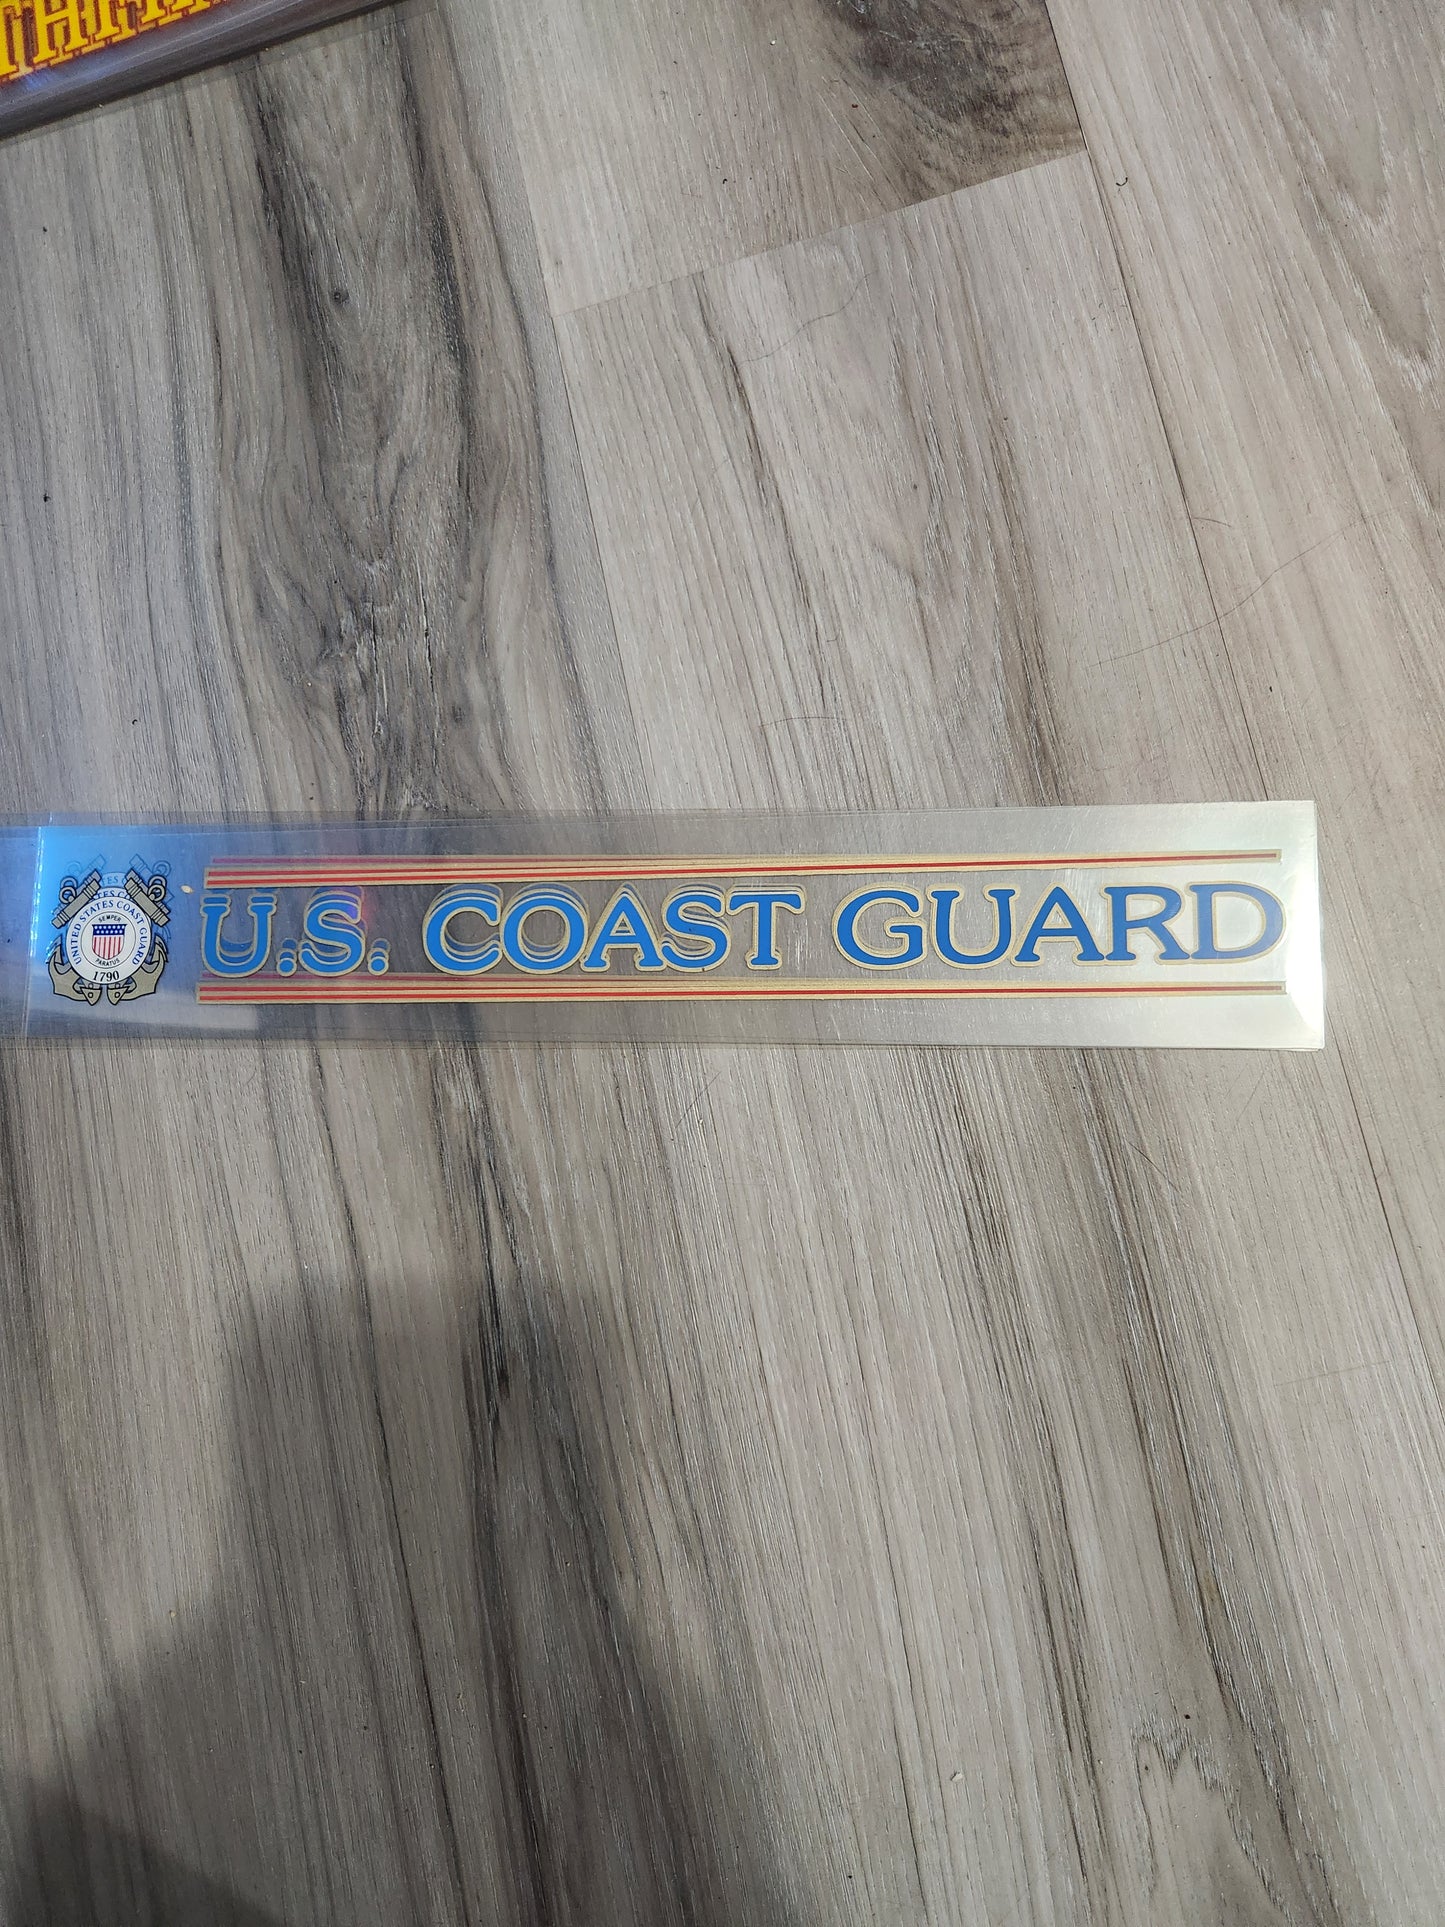 U.S. COAST GUARD
UNITED STATES COAST GUARD
SEMPER
PARATUS
1790